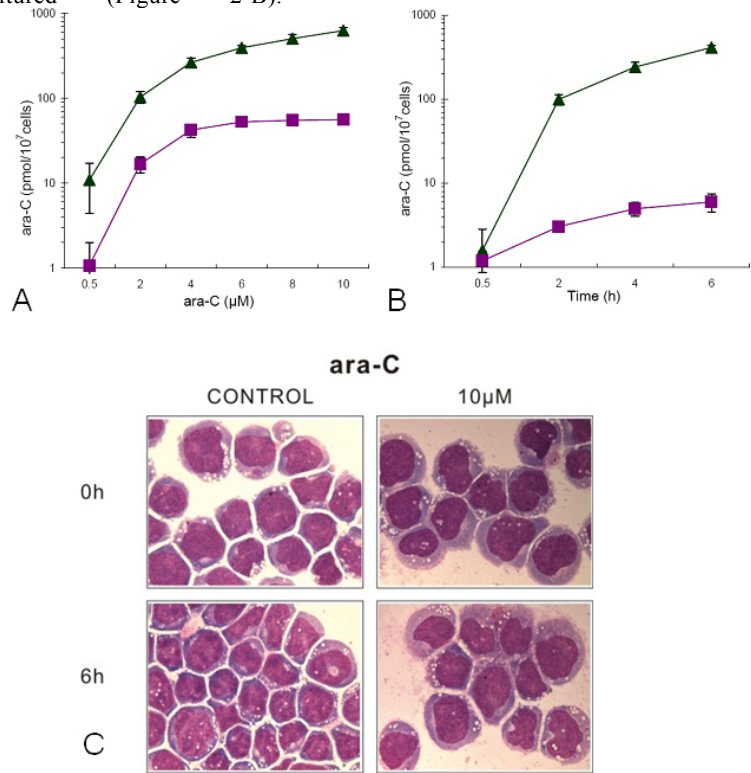 (Figure 2-B).
1000
100
10
1
ara-C (pmol/10⁷cells)
0.5 2 4 6 8 10
ara-C (µM)
A
1000
100
10
1
ara-C (pmol/10⁷cells)
0.5 2 4 6
Time (h)
B
ara-C
CONTROL 10µM
0h
6h
C